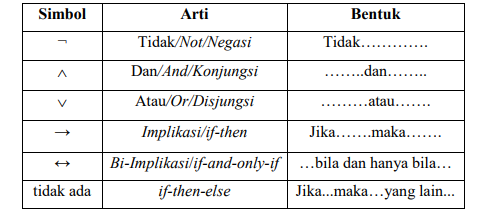 Simbol Arti Bentuk
¬ Tidak/Not/Negasi Tidak………….
∧ Dan/And/Konjungsi ……..dan……..
∨ Atau/Or/Disjungsi ………atau…….
→ Implikasi/if-then Jika…….maka…….
↔ Bi-Implikasi/if-and-only-if …bila dan hanya bila…
tidak ada if-then-else Jika...maka…yang lain...